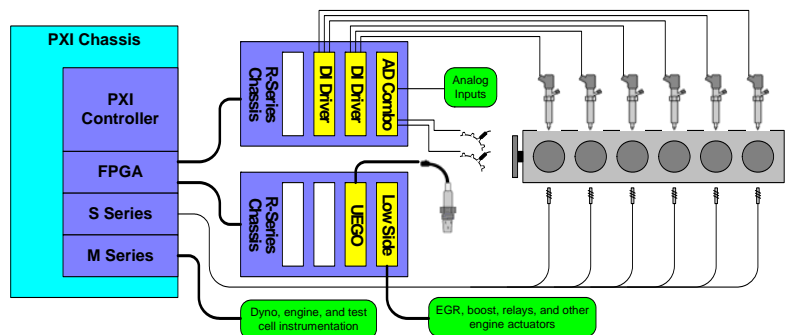 PXI Chassis
PXI
Controller
FPGA
S Series
M Series
R-Series
Chassis
DI Driver
DI Driver
AD Combo
Analog
Inputs
R-Series
Chassis
UEGO
Low Side
Dyno, engine, and test
cell instrumentation
EGR, boost, relays, and other
engine actuators